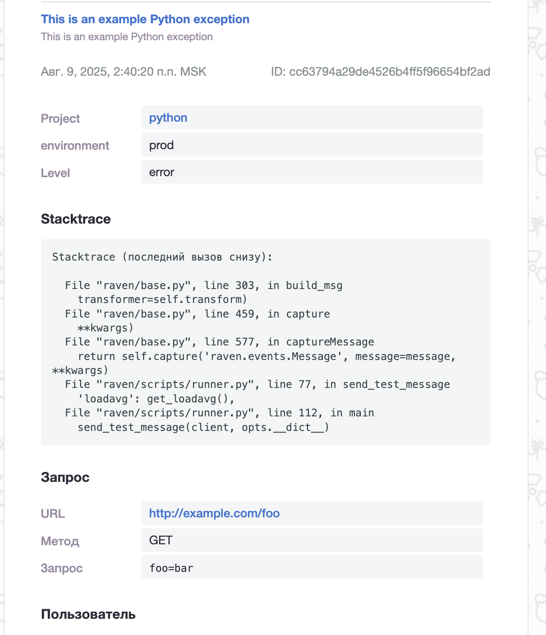 This is an example Python exception
This is an example Python exception
Авг. 9, 2025, 2:40:20 п.п. MSK ID: cc63794a29de4526b4ff5f96654bf2ad
Project python
environment prod
Level error
Stacktrace
Stacktrace (последний вызов снизу):
File "raven/base.py", line 303, in build_msg
transformer=self.transform)
File "raven/base.py", line 459, in capture
**kwargs)
File "raven/base.py", line 577, in captureMessage
return self.capture('raven.events.Message', message=message,
**kwargs)
File "raven/scripts/runner.py", line 77, in send_test_message
'loadavg': get_loadavg(),
File "raven/scripts/runner.py", line 112, in main
send_test_message(client, opts.__dict__)
Запрос
URL http://example.com/foo
Метод GET
Запрос foo=bar
Пользователь